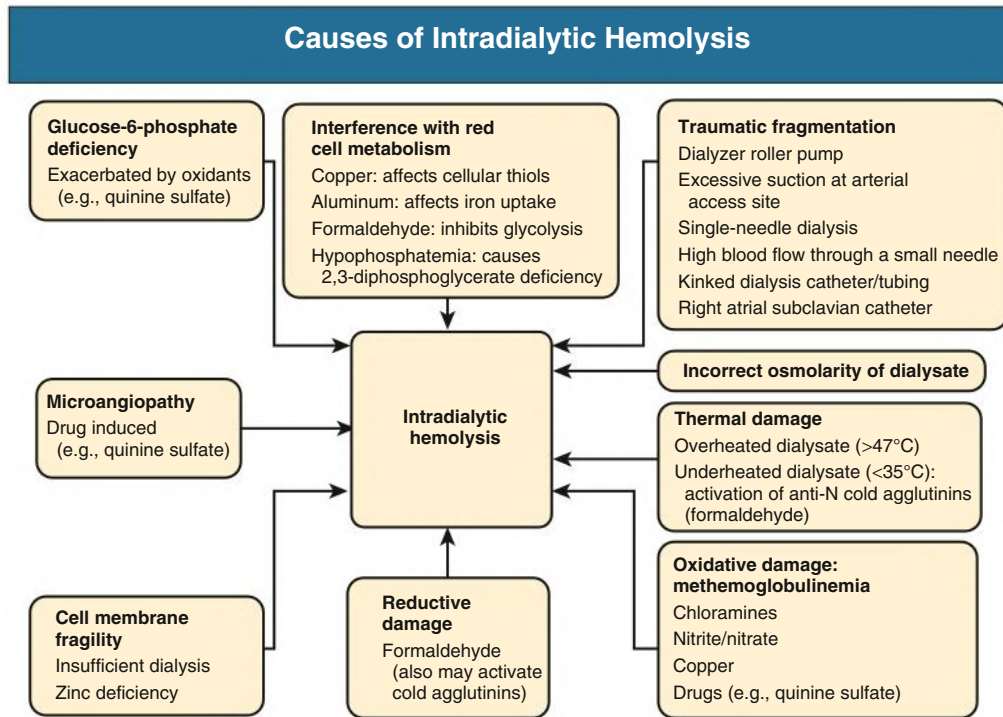 Causes of Intradialytic Hemolysis
Glucose-6-phosphate
deficiency
Exacerbated by oxidants
(e.g., quinine sulfate)
Interference with red
cell metabolism
Copper: affects cellular thiols
Aluminum: affects iron uptake
Formaldehyde: inhibits glycolysis
Hypophosphatemia: causes
2,3-diphosphoglycerate deficiency
Traumatic fragmentation
Dialyzer roller pump
Excessive suction at arterial
access site
Single-needle dialysis
High blood flow through a small needle
Kinked dialysis catheter/tubing
Right atrial subclavian catheter
Microangiopathy
Drug induced
(e.g., quinine sulfate)
Intradialytic
hemolysis
Incorrect osmolarity of dialysate
Thermal damage
Overheated dialysate (>47°C)
Underheated dialysate (<35°C):
activation of anti-N cold agglutinins
(formaldehyde)
Cell membrane
fragility
Insufficient dialysis
Zinc deficiency
Reductive
damage
Formaldehyde
(also may activate
cold agglutinins)
Oxidative damage:
methemoglobulinemia
Chloramines
Nitrite/nitrate
Copper
Drugs (e.g., quinine sulfate)